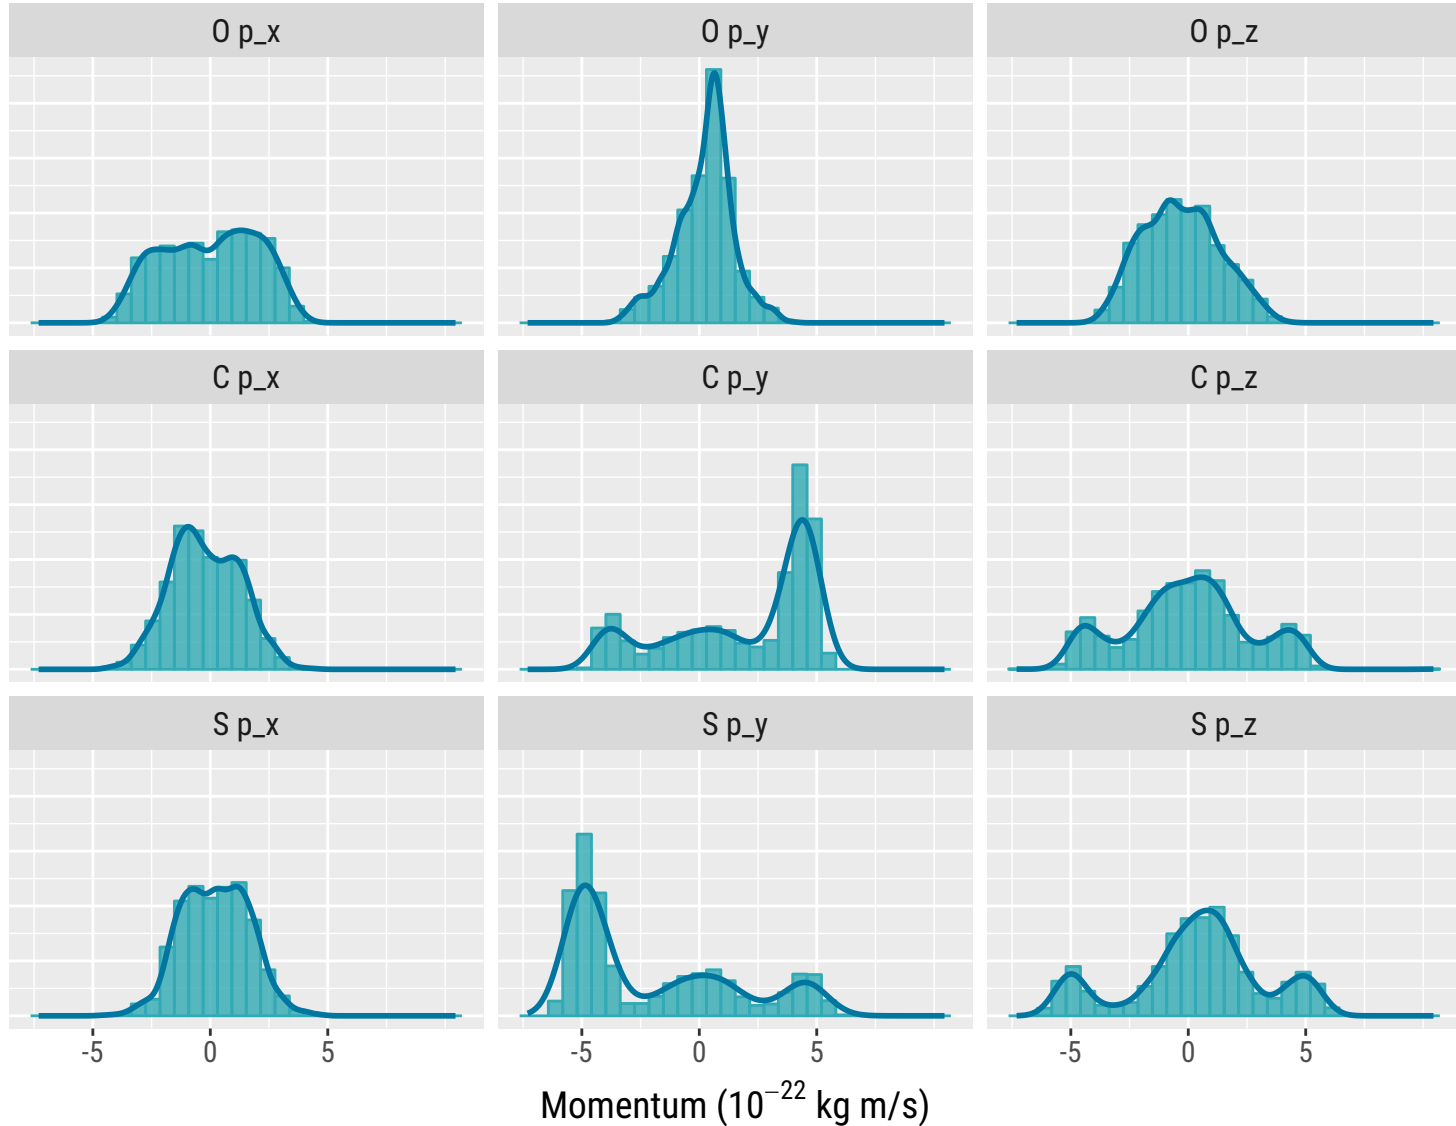 O p_x O p_y O p_z
C p_x C p_y C p_z
S p_x S p_y S p_z
-5 0 5 -5 0 5 -5 0 5
Momentum (10⁻²² kg m/s)